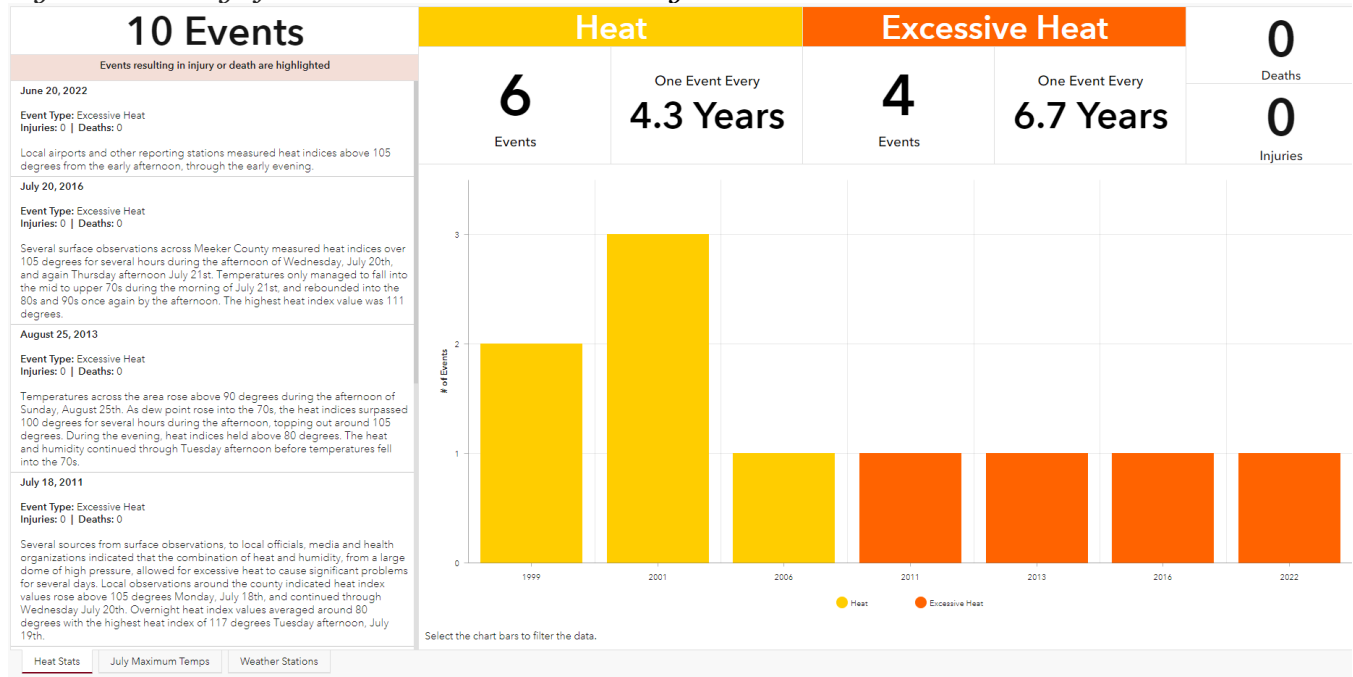 10 Events
Events resulting in injury or death are highlighted
June 20, 2022
Event Type: Excessive Heat
Injuries: 0 | Deaths: 0
Local airports and other reporting stations measured heat indices above 105
degrees from the early afternoon, through the early evening.
July 20, 2016
Event Type: Excessive Heat
Injuries: 0 | Deaths: 0
Several surface observations across Meeker County measured heat indices over
105 degrees for several hours during the afternoon of Wednesday, July 20th,
and again Thursday afternoon July 21st. Temperatures only managed to fall into
the mid to upper 70s during the morning of July 21st, and rebounded into the
80s and 90s once again by the afternoon. The highest heat index value was 111
degrees.
August 25, 2013
Event Type: Excessive Heat
Injuries: 0 | Deaths: 0
Temperatures across the area rose above 90 degrees during the afternoon of
Sunday, August 25th. As dew point rose into the 70s, the heat indices surpassed
100 degrees for several hours during the afternoon, topping out around 105
degrees. During the evening, heat indices held above 80 degrees. The heat
and humidity continued through Tuesday afternoon before temperatures fell
into the 70s.
July 18, 2011
Event Type: Excessive Heat
Injuries: 0 | Deaths: 0
Several sources from surface observations, to local officials, media and health
organizations indicated that the combination of heat and humidity, from a large
dome of high pressure, allowed for excessive heat to cause significant problems
for several days. Local observations around the county indicated heat index
values rose above 105 degrees Monday, July 18th, and continued through
Wednesday July 20th. Overnight heat index values averaged around 80
degrees with the highest heat index of 117 degrees Tuesday afternoon, July
19th.
Heat
6
Events
One Event Every
4.3 Years
Excessive Heat
4
Events
One Event Every
6.7 Years
0
Deaths
0
Injuries
# of Events
3
2
1
0
1999 2001 2006 2011 2013 2016 2022
Heat Excessive Heat
Select the chart bars to filter the data.
Heat Stats July Maximum Temps Weather Stations